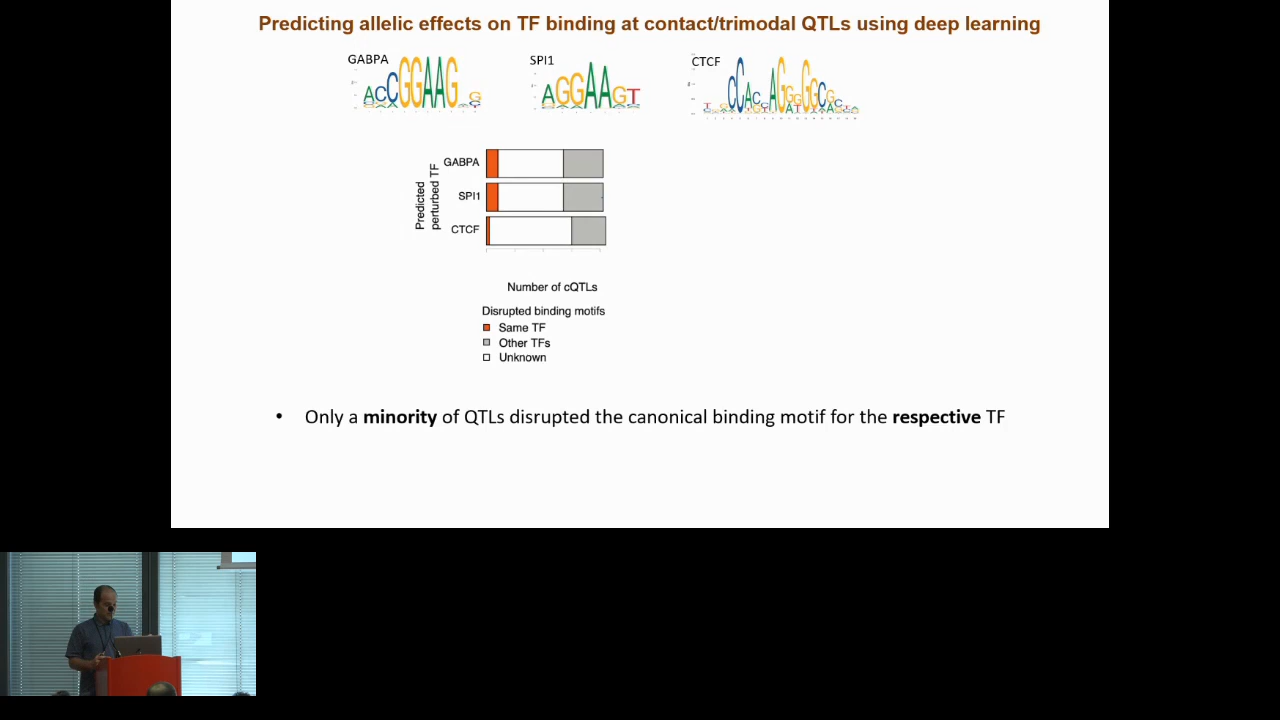 Predicting allelic effects on TF binding at contact/trimodal QTLs using deep learning
GABPA
SPI1
CTCF
ACCGGAAG
AGGAAGT
Predicted
perturbed TF
GABPA
SPI1
CTCF
Number of cQTLs
Disrupted binding motifs
Same TF
Other TFs
Unknown
• Only a minority of QTLs disrupted the canonical binding motif for the respective TF